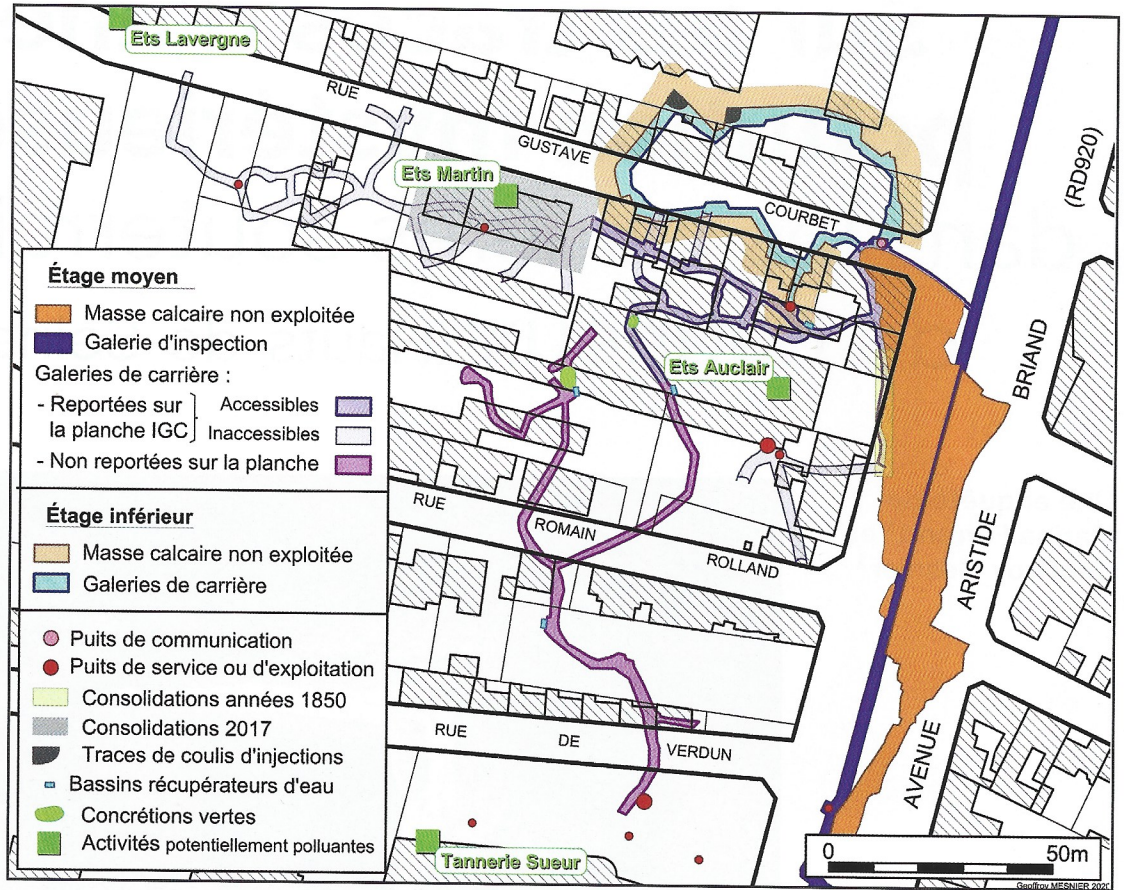 Ets Lavergne
RUE
GUSTAVE
COURBET
Ets Martin
(RD920)
BRIAND
ARISTIDE
AVENUE
Ets Auclair
RUE
ROMAIN
ROLLAND
RUE
DE
VERDUN
Tannerie Sueur
Étage moyen
Masse calcaire non exploitée
Galerie d'inspection
Galeries de carrière :
- Reportées sur
la planche IGC
Accessibles
Inaccessibles
- Non reportées sur la planche
Étage inférieur
Masse calcaire non exploitée
Galeries de carrière
Puits de communication
Puits de service ou d'exploitation
Consolidations années 1850
Consolidations 2017
Traces de coulis d'injections
Bassins récupérateurs d'eau
Concrétions vertes
Activités potentiellement polluantes
0 50m
Geoffroy MESNIER 2020